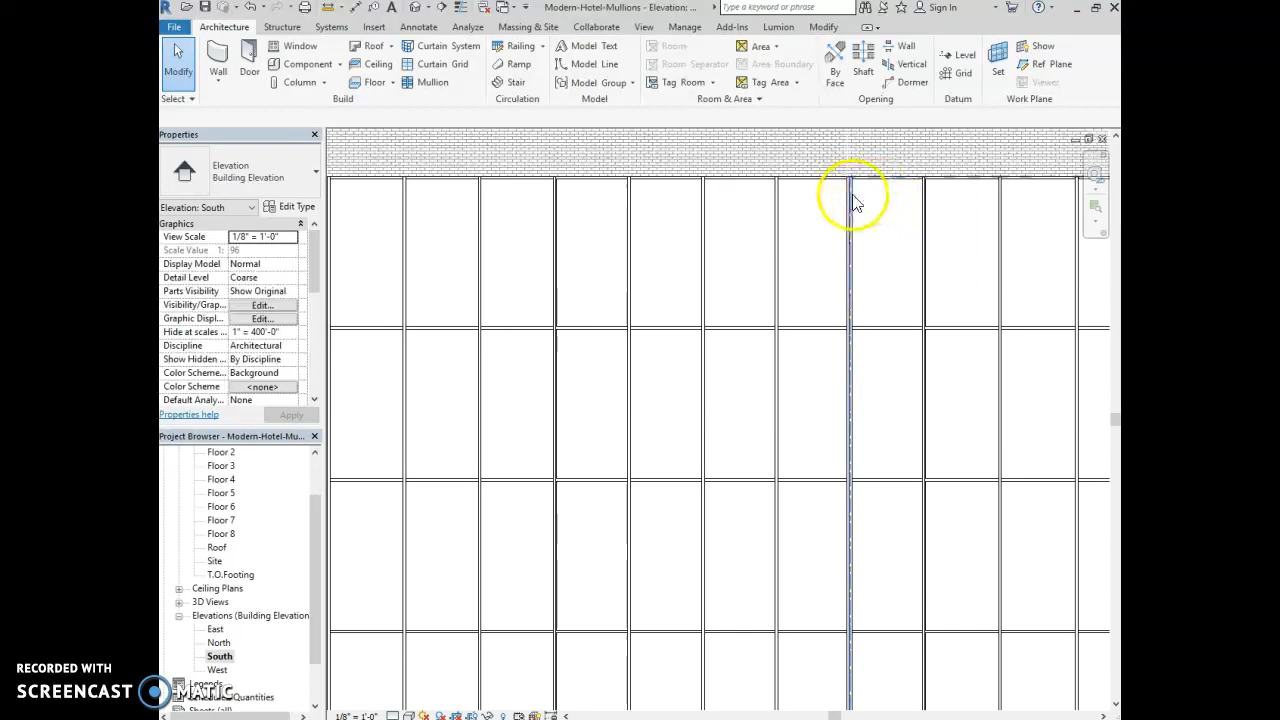 Modern-Hotel-Mullions - Elevation: ...
Type a keyword or phrase
Sign In
File Architecture Structure Systems Insert Annotate Analyze Massing & Site Collaborate View Manage Add-Ins Lumion Modify
Modify
Select
Wall
Door
Window
Component
Column
Roof
Ceiling
Floor
Curtain System
Curtain Grid
Mullion
Build
Railing
Ramp
Stair
Circulation
Model Text
Model Line
Model Group
Model
Room
Room Separator
Tag Room
Area
Area Boundary
Tag Area
Room & Area
By Face
Shaft
Wall
Vertical
Dormer
Opening
Level
Grid
Datum
Set
Show
Ref Plane
Viewer
Work Plane
Properties
Elevation
Building Elevation
Elevation: South
Edit Type
Graphics
View Scale 1/8" = 1'-0"
Scale Value 1: 96
Display Model Normal
Detail Level Coarse
Parts Visibility Show Original
Visibility/Grap... Edit...
Graphic Displ... Edit...
Hide at scales ... 1" = 400'-0"
Discipline Architectural
Show Hidden ... By Discipline
Color Scheme... Background
Color Scheme <none>
Default Analy... None
Properties help
Apply
Project Browser - Modern-Hotel-Mu...
Floor 2
Floor 3
Floor 4
Floor 5
Floor 6
Floor 7
Floor 8
Roof
Site
T.O.Footing
Ceiling Plans
3D Views
Elevations (Building Elevation
East
North
South
West
Legends
Quantities
Sheets (all)
1/8" = 1'-0"
RECORDED WITH
SCREENCAST MATIC